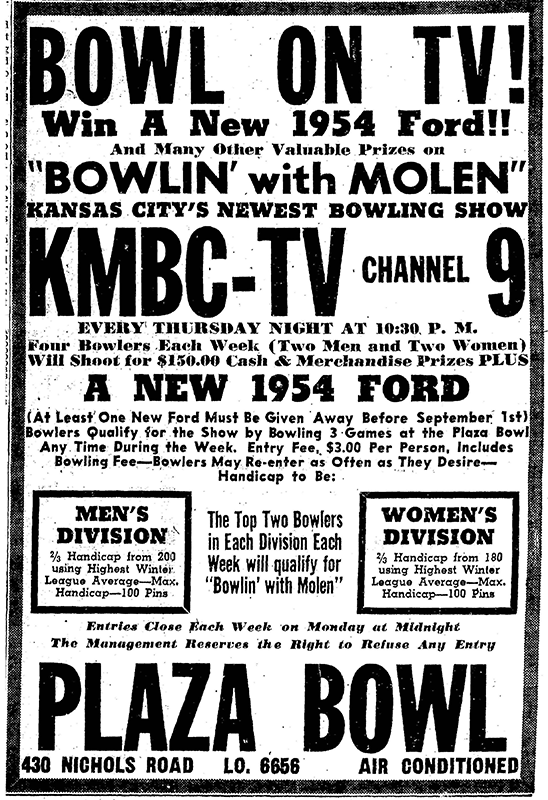 BOWL ON TV!
Win A New 1954 Ford!!
And Many Other Valuable Prizes on
"BOWLIN' with MOLEN"
KANSAS CITY'S NEWEST BOWLING SHOW
KMBC-TV CHANNEL 9
EVERY THURSDAY NIGHT AT 10:30 P. M.
Four Bowlers Each Week (Two Men and Two Women)
Will Shoot for $150.00 Cash & Merchandise Prizes PLUS
A NEW 1954 FORD
(At Least One New Ford Must Be Given Away Before September 1st)
Bowlers Qualify for the Show by Bowling 3 Games at the Plaza Bowl
Any Time During the Week. Entry Fee, $3.00 Per Person, Includes
Bowling Fee—Bowlers May Re-enter as Often as They Desire—
Handicap to Be:
MEN'S
DIVISION
⅔ Handicap from 200
using Highest Winter
League Average—Max.
Handicap—100 Pins
The Top Two Bowlers
in Each Division Each
Week will qualify for
"Bowlin' with Molen"
WOMEN'S
DIVISION
⅔ Handicap from 180
using Highest Winter
League Average—Max.
Handicap—100 Pins
Entries Close Each Week on Monday at Midnight
The Management Reserves the Right to Refuse Any Entry
PLAZA BOWL
430 NICHOLS ROAD LO. 6656 AIR CONDITIONED